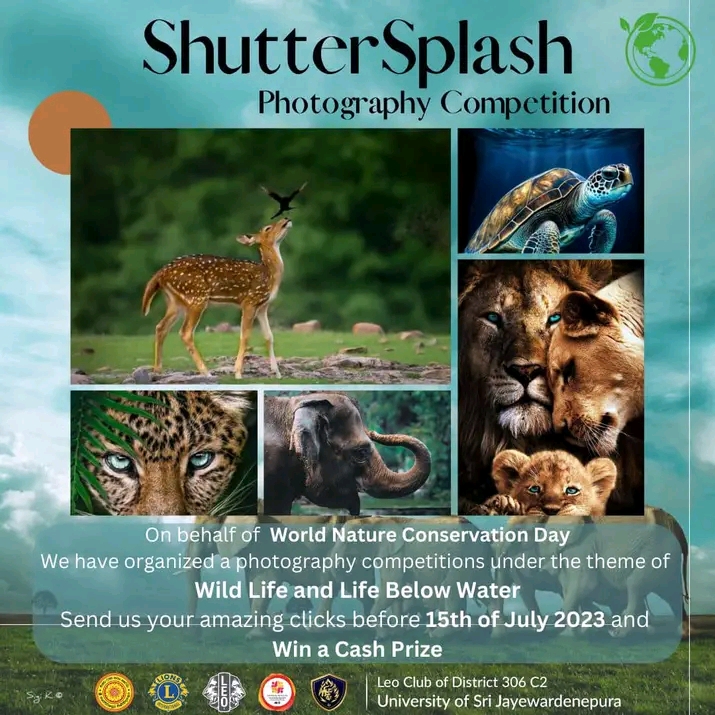 ShutterSplash
Photography Competition
On behalf of World Nature Conservation Day
We have organized a photography competitions under the theme of
Wild Life and Life Below Water
Send us your amazing clicks before 15th of July 2023 and
Win a Cash Prize
LIONS
L
LEO
Leo Club of District 306 C2
University of Sri Jayewardenepura